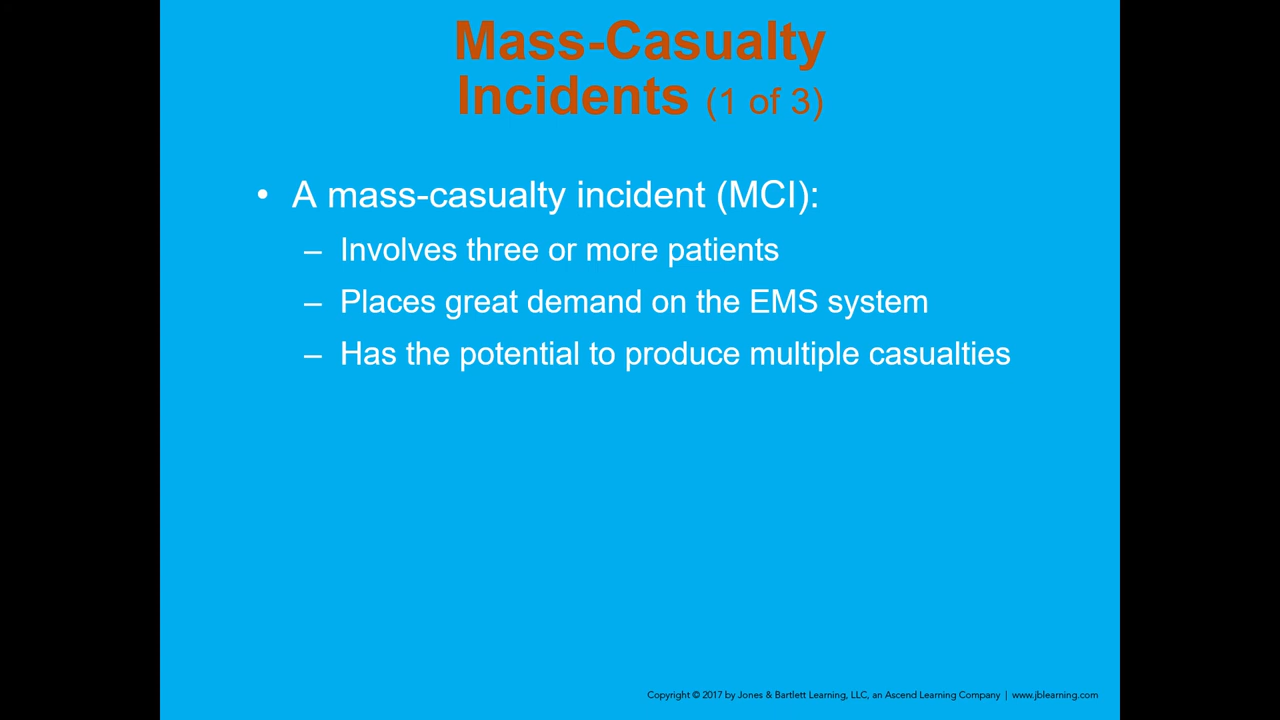 Mass-Casualty
Incidents (1 of 3)
• A mass-casualty incident (MCI):
– Involves three or more patients
– Places great demand on the EMS system
– Has the potential to produce multiple casualties
Copyright © 2017 by Jones & Bartlett Learning, LLC, an Ascend Learning Company | www.jblearning.com